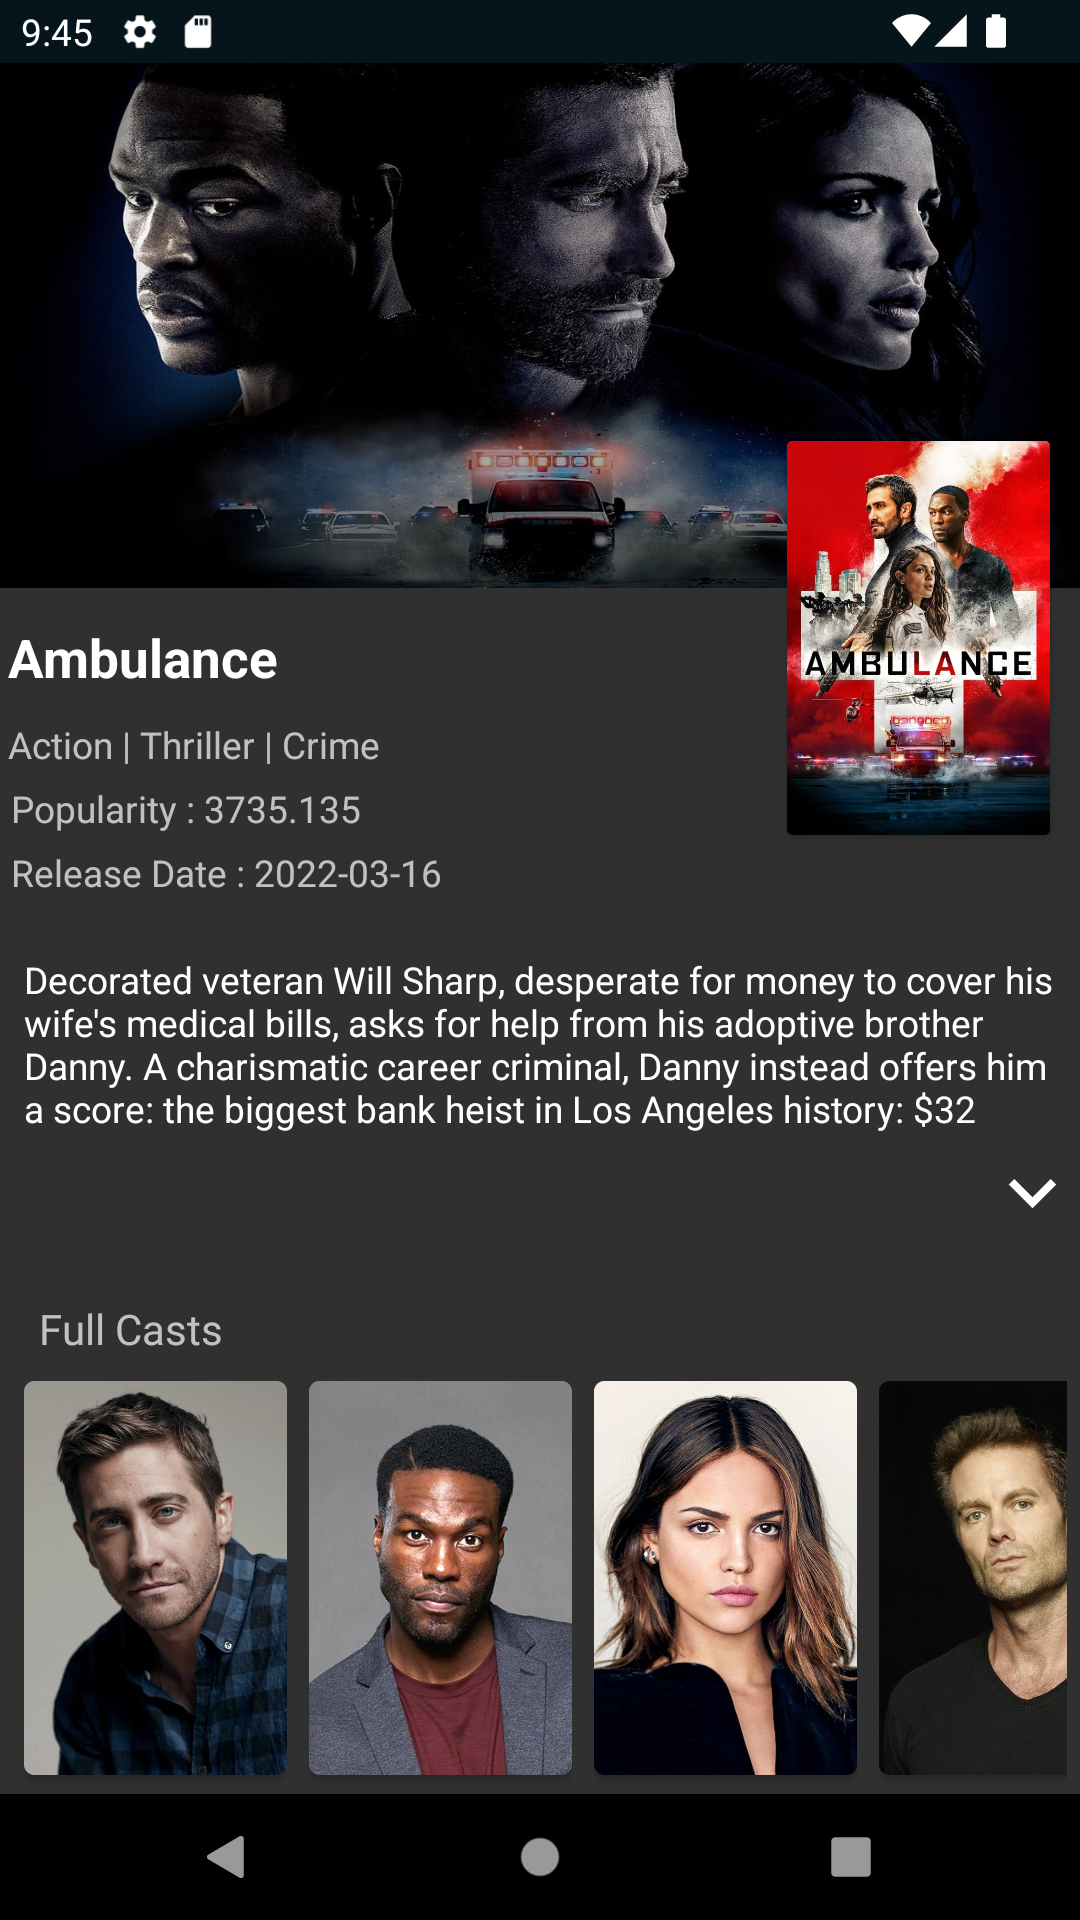 9:45
AMBULANCE
Ambulance
Action | Thriller | Crime
Popularity : 3735.135
Release Date : 2022-03-16
Decorated veteran Will Sharp, desperate for money to cover his
wife's medical bills, asks for help from his adoptive brother
Danny. A charismatic career criminal, Danny instead offers him
a score: the biggest bank heist in Los Angeles history: $32
Full Casts